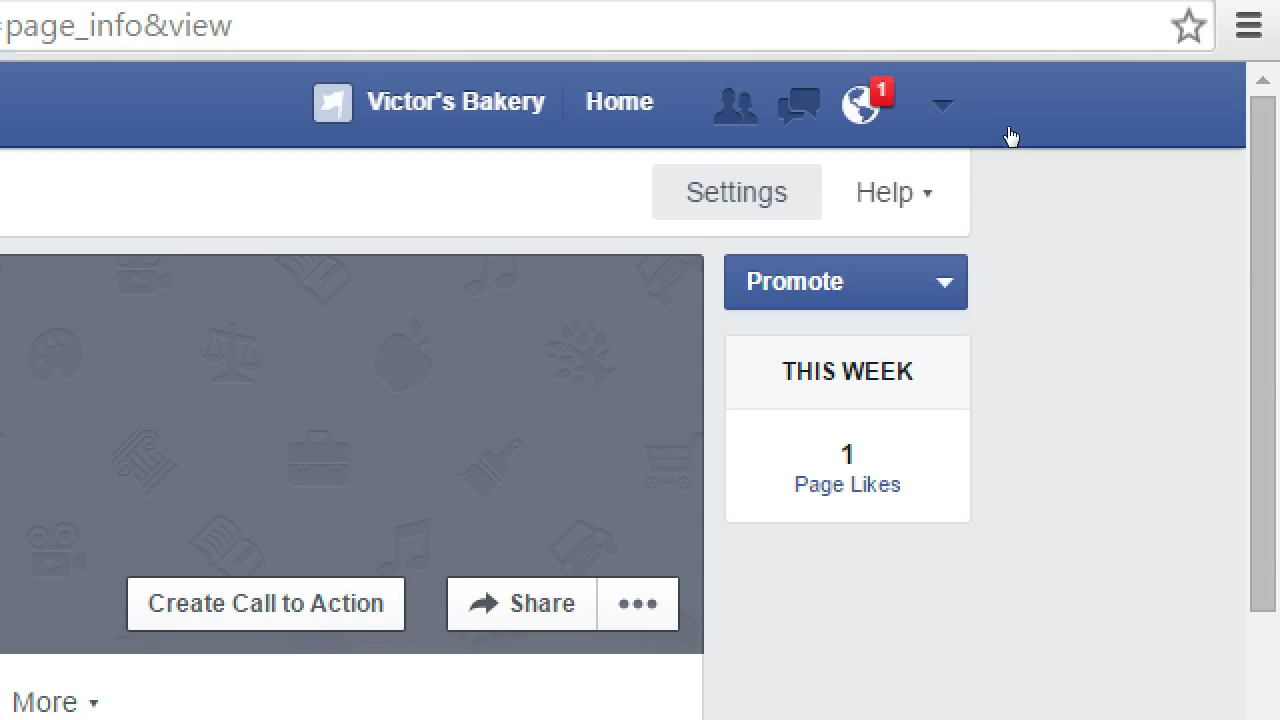 page_info&view
Victor's Bakery Home 1
Settings Help
Promote
THIS WEEK
1
Page Likes
Create Call to Action Share
More